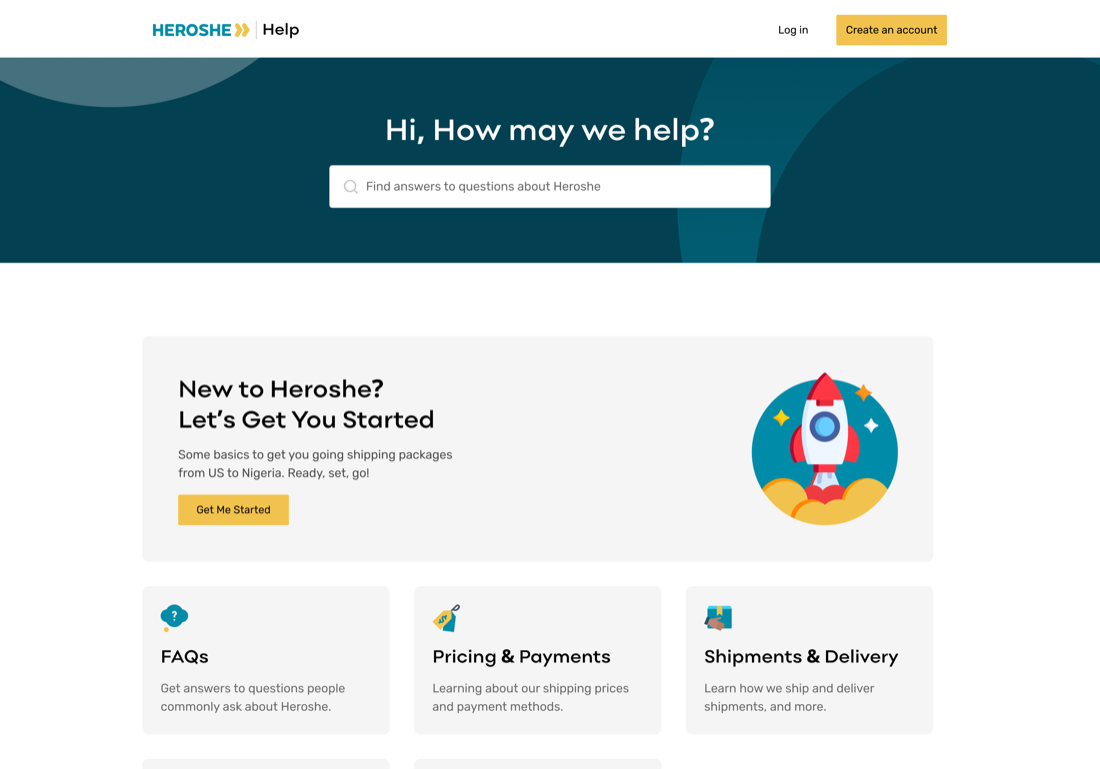 HEROSHE Help
Log in
Create an account
Hi, How may we help?
Find answers to questions about Heroshe
New to Heroshe?
Let's Get You Started
Some basics to get you going shipping packages
from US to Nigeria. Ready, set, go!
Get Me Started
?
FAQs
Get answers to questions people
commonly ask about Heroshe.
$
Pricing & Payments
Learning about our shipping prices
and payment methods.
Shipments & Delivery
Learn how we ship and deliver
shipments, and more.